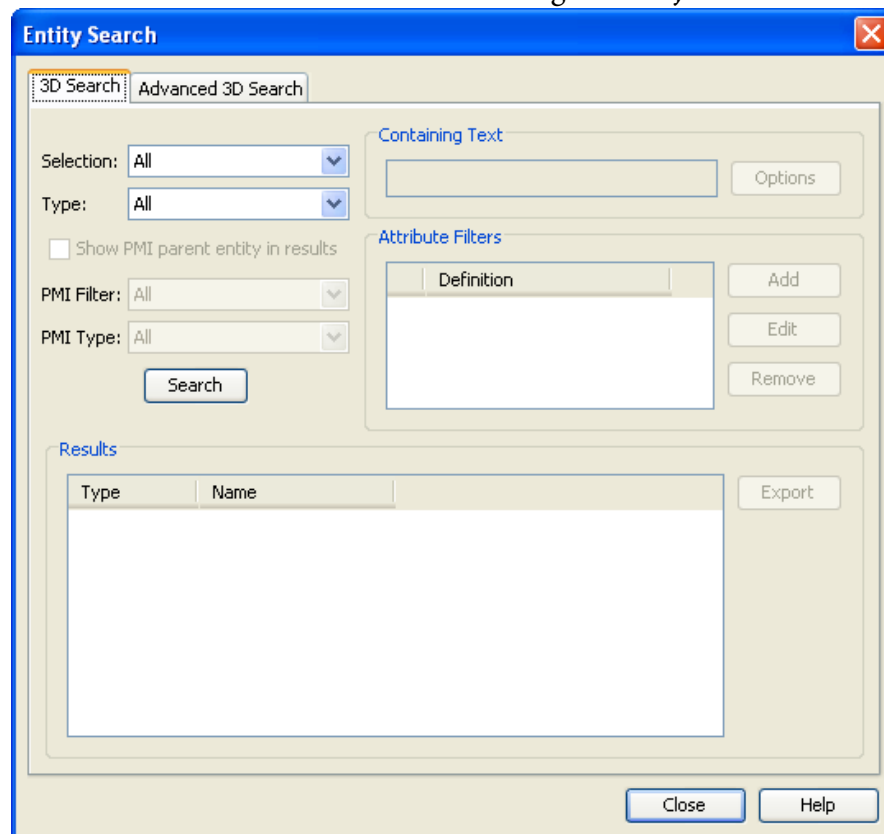 Entity Search
3D Search Advanced 3D Search
Containing Text
Selection: All
Options
Type: All
Attribute Filters
Show PMI parent entity in results
Definition
Add
PMI Filter: All
Edit
PMI Type: All
Remove
Search
Results
Type Name
Export
Close Help